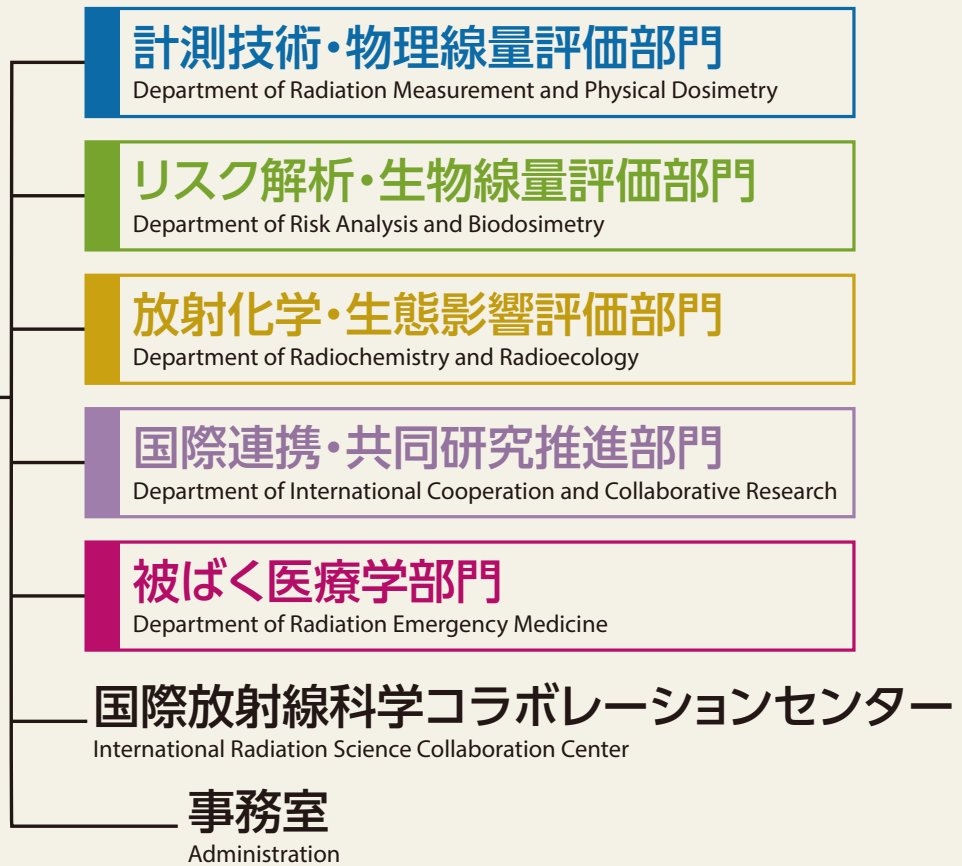 計測技術・物理線量評価部門
Department of Radiation Measurement and Physical Dosimetry
リスク解析・生物線量評価部門
Department of Risk Analysis and Biodosimetry
放射化学・生態影響評価部門
Department of Radiochemistry and Radioecology
国際連携・共同研究推進部門
Department of International Cooperation and Collaborative Research
被ばく医療学部門
Department of Radiation Emergency Medicine
国際放射線科学コラボレーションセンター
International Radiation Science Collaboration Center
事務室
Administration